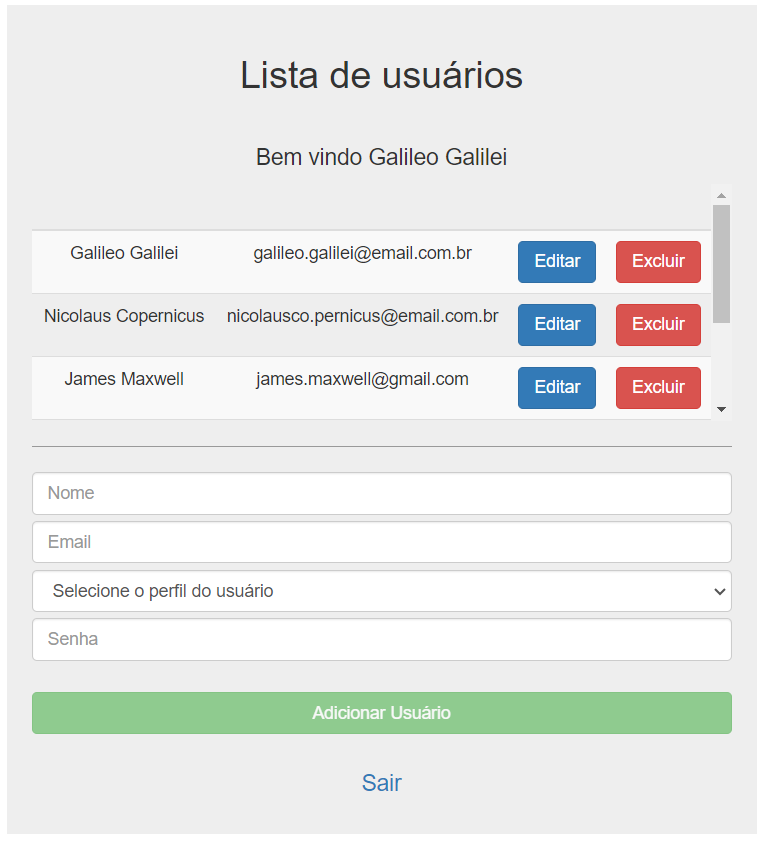 Lista de usuários
Bem vindo Galileo Galilei
Galileo Galilei galileo.galilei@email.com.br Editar Excluir
Nicolaus Copernicus nicolausco.pernicus@email.com.br Editar Excluir
James Maxwell james.maxwell@gmail.com Editar Excluir
Nome
Email
Selecione o perfil do usuário
Senha
Adicionar Usuário
Sair